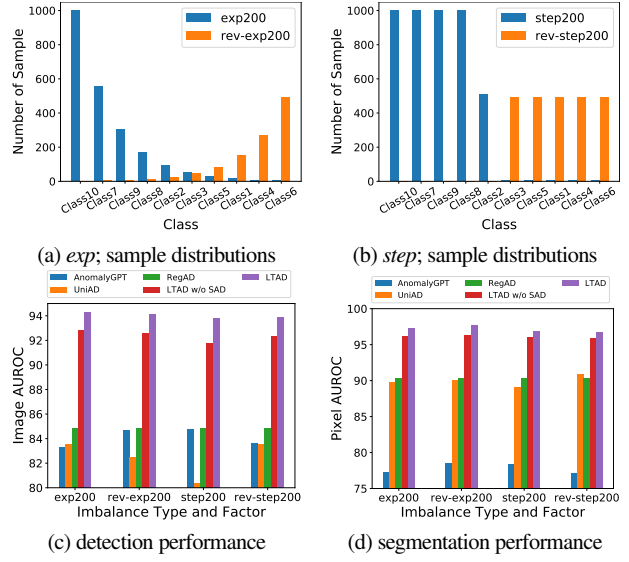 1000
800
600
400
200
0
Number of Sample
exp200
rev-exp200
Class10
Class7
Class9
Class8
Class2
Class3
Class5
Class1
Class4
Class6
Class
(a) exp; sample distributions
1000
800
600
400
200
0
Number of Sample
step200
rev-step200
Class10
Class7
Class9
Class8
Class2
Class3
Class5
Class1
Class4
Class6
Class
(b) step; sample distributions
AnomalyGPT RegAD LTAD
UniAD LTAD w/o SAD
94
92
90
88
86
84
82
80
Image AUROC
exp200 rev-exp200 step200 rev-step200
Imbalance Type and Factor
(c) detection performance
AnomalyGPT RegAD LTAD
UniAD LTAD w/o SAD
100
95
90
85
80
75
Pixel AUROC
exp200 rev-exp200 step200 rev-step200
Imbalance Type and Factor
(d) segmentation performance